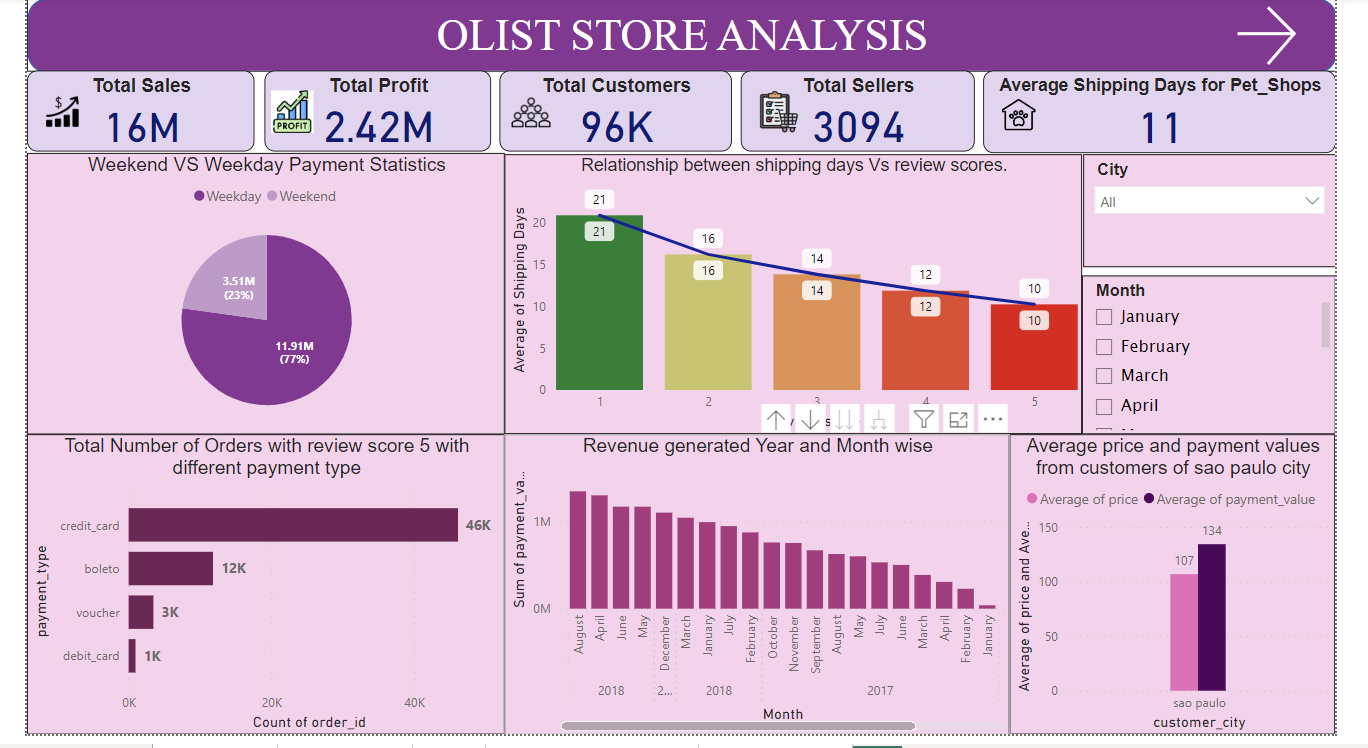 OLIST STORE ANALYSIS
Total Sales
16M
PROFIT
Total Profit
2.42M
Total Customers
96K
Total Sellers
3094
Average Shipping Days for Pet_Shops
11
Weekend VS Weekday Payment Statistics
Weekday Weekend
3.51M
(23%)
11.91M
(77%)
Relationship between shipping days Vs review scores.
Average of Shipping Days
20
15
10
5
0
21
21
16
16
14
14
12
12
10
10
1 2 3 4 5
City
All
Month
January
February
March
April
Total Number of Orders with review score 5 with
different payment type
payment_type
credit_card 46K
boleto 12K
voucher 3K
debit_card 1K
0K 20K 40K
Count of order_id
Revenue generated Year and Month wise
Sum of payment_va...
1M
0M
August April June May December March January July February October November September August May July June March April February January
2018 2... 2018 2017
Month
Average price and payment values
from customers of sao paulo city
Average of price Average of payment_value
Average of price and Ave...
150
100
50
0
107
134
sao paulo
customer_city